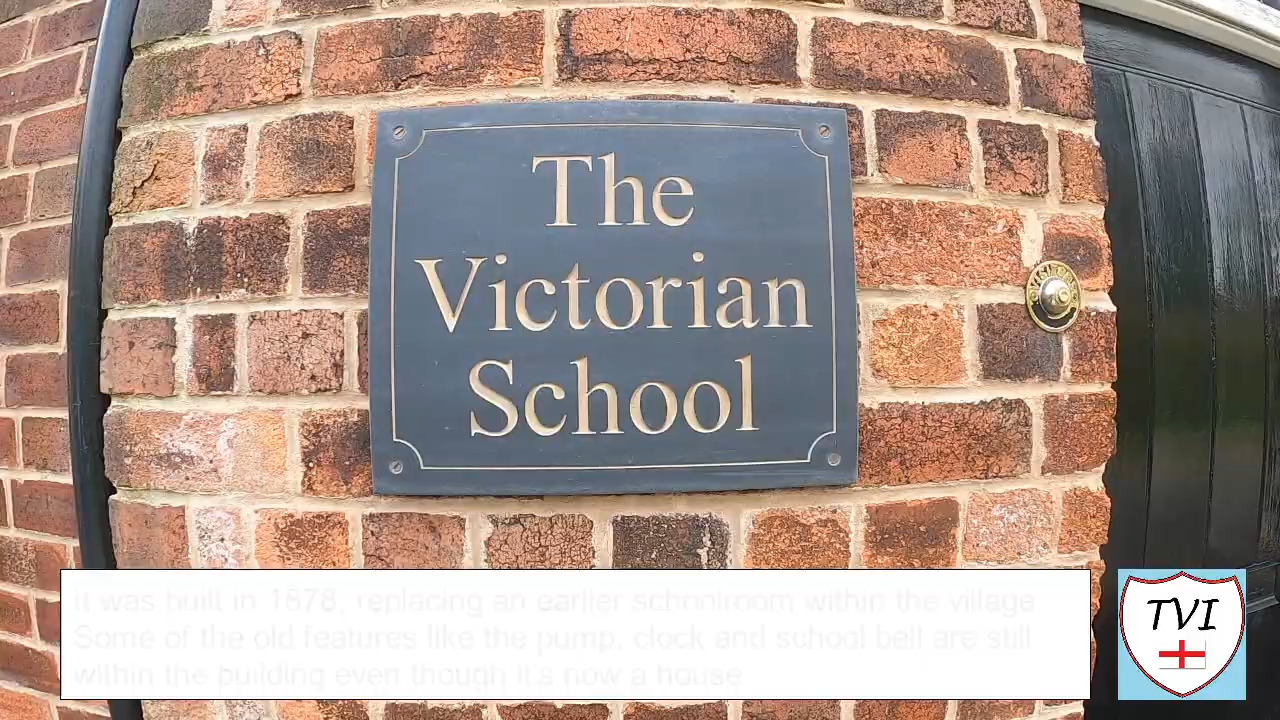 The
Victorian
School
VISITORS
It was built in 1878, replacing an earlier schoolroom within the village
Some of the old features like the pump, clock and school bell are still
within the building even though it's now a house
TVI